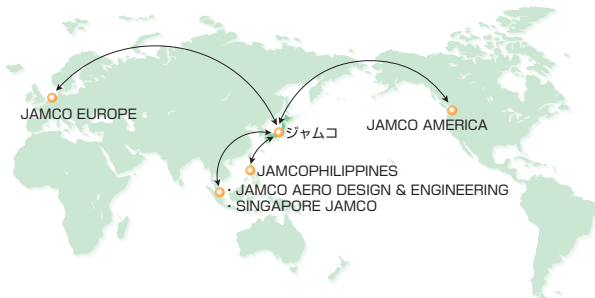 JAMCO EUROPE
ジャムコ
JAMCO AMERICA
JAMCOPHILIPPINES
・JAMCO AERO DESIGN & ENGINEERING
・SINGAPORE JAMCO